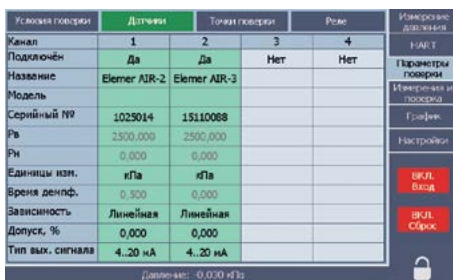 Условия поверки Датчики Точки поверки Реле
Канал 1 2 3 4
Подключён Да Да Нет Нет
Название Elemer AIR-2 Elemer AIR-3
Модель
Серийный № 1025014 15110088
Рв 2500,000 2500,000
Рн 0,000 0,000
Единицы изм. кПа кПа
Время демпф. 0,500 0,000
Зависимость Линейная Линейная
Допуск, % 0,000 0,000
Тип вых. сигнала 4..20 мА 4..20 мА
Давление: -0,030 кПа
Измерение
давления
HART
Параметры
поверки
Измерения и
поверка
График
Настройки
ВКЛ.
Вход
ВКЛ.
Сброс